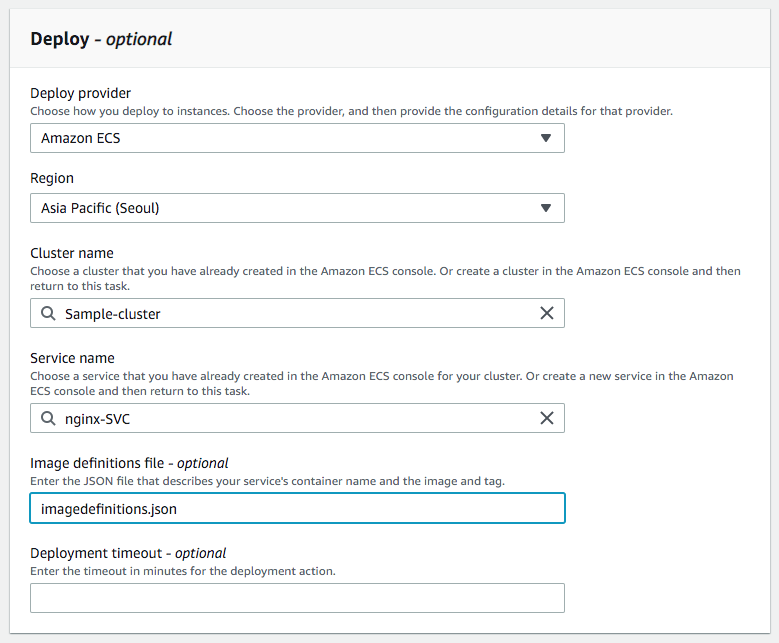 Deploy - optional
Deploy provider
Choose how you deploy to instances. Choose the provider, and then provide the configuration details for that provider.
Amazon ECS
Region
Asia Pacific (Seoul)
Cluster name
Choose a cluster that you have already created in the Amazon ECS console. Or create a cluster in the Amazon ECS console and then
return to this task.
Sample-cluster
Service name
Choose a service that you have already created in the Amazon ECS console for your cluster. Or create a new service in the Amazon
ECS console and then return to this task.
nginx-SVC
Image definitions file - optional
Enter the JSON file that describes your service's container name and the image and tag.
imagedefinitions.json
Deployment timeout - optional
Enter the timeout in minutes for the deployment action.